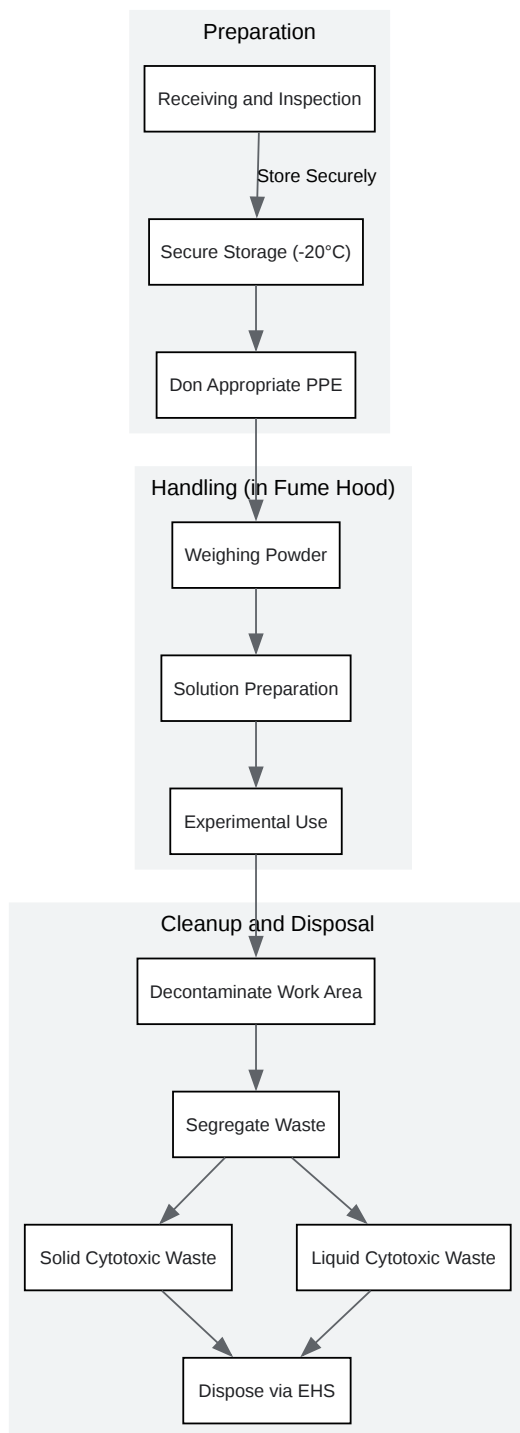 Preparation
Receiving and Inspection
Store Securely
Secure Storage (-20°C)
Don Appropriate PPE
Handling (in Fume Hood)
Weighing Powder
Solution Preparation
Experimental Use
Cleanup and Disposal
Decontaminate Work Area
Segregate Waste
Solid Cytotoxic Waste
Liquid Cytotoxic Waste
Dispose via EHS